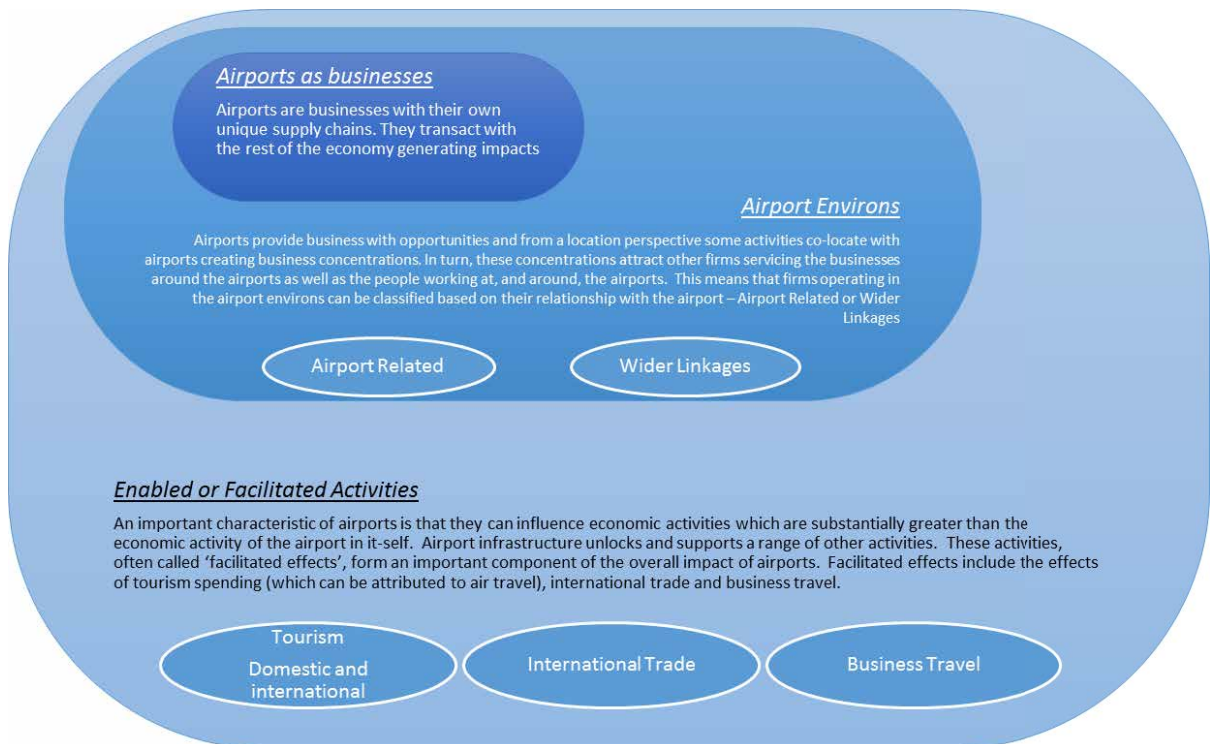 Airports as businesses
Airports are businesses with their own
unique supply chains. They transact with
the rest of the economy generating impacts
Airport Environs
Airports provide business with opportunities and from a location perspective some activities co-locate with
airports creating business concentrations. In turn, these concentrations attract other firms servicing the businesses
around the airports as well as the people working at, and around, the airports. This means that firms operating in
the airport environs can be classified based on their relationship with the airport – Airport Related or Wider
Linkages
Airport Related
Wider Linkages
Enabled or Facilitated Activities
An important characteristic of airports is that they can influence economic activities which are substantially greater than the
economic activity of the airport in it-self. Airport infrastructure unlocks and supports a range of other activities. These activities,
often called ‘facilitated effects’, form an important component of the overall impact of airports. Facilitated effects include the effects
of tourism spending (which can be attributed to air travel), international trade and business travel.
Tourism
Domestic and
international
International Trade
Business Travel